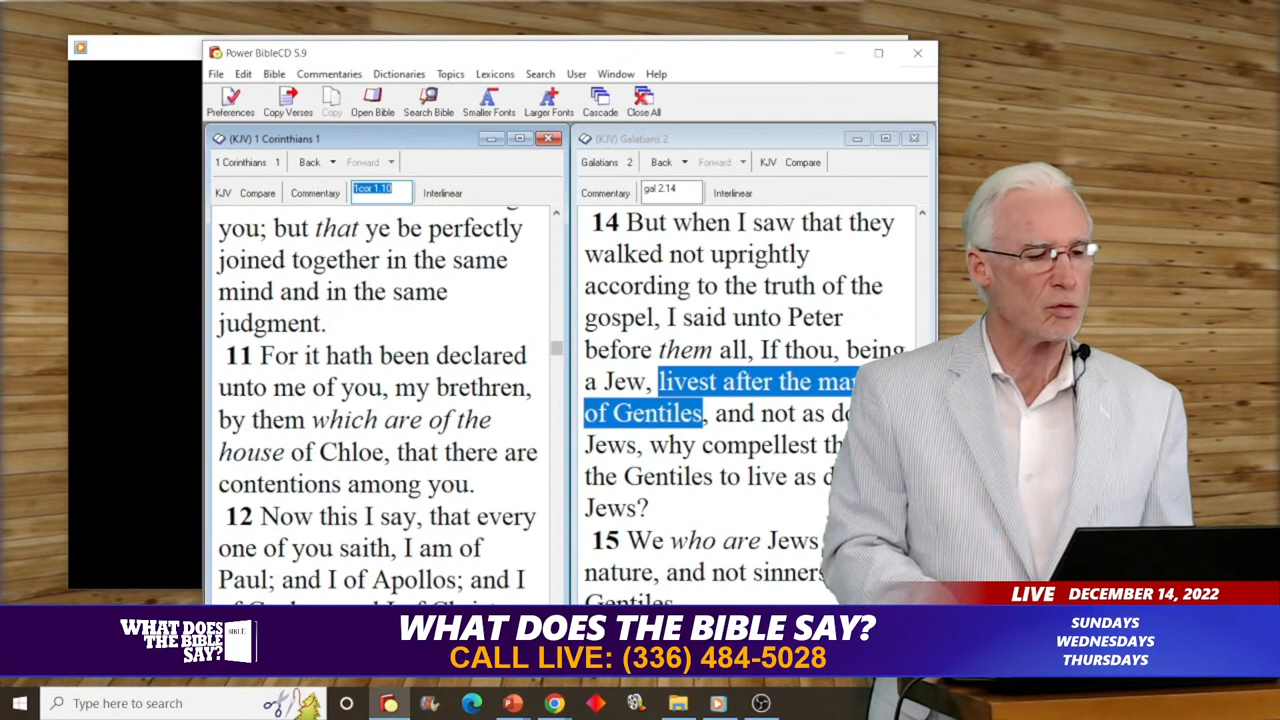 Power BibleCD 5.9
File Edit Bible Commentaries Dictionaries Topics Lexicons Search User Window Help
Preferences Copy Verses Copy Open Bible Search Bible Smaller Fonts Larger Fonts Cascade Close All
(KJV) 1 Corinthians 1
1 Corinthians 1 Back Forward
KJV Compare Commentary 1cor 1.10 Interlinear
you; but that ye be perfectly
joined together in the same
mind and in the same
judgment.
11 For it hath been declared
unto me of you, my brethren,
by them which are of the
house of Chloe, that there are
contentions among you.
12 Now this I say, that every
one of you saith, I am of
Paul; and I of Apollos; and I
(KJV) Galatians 2
Galatians 2 Back Forward KJV Compare
Commentary gal 2.14 Interlinear
14 But when I saw that they
walked not uprightly
according to the truth of the
gospel, I said unto Peter
before them all, If thou, being
a Jew, livest after the
of Gentiles, and not as
Jews, why compellest
the Gentiles to live as
Jews?
15 We who are Jews
nature, and not sinners
Gentiles
LIVE DECEMBER 14, 2022
WHAT DOES
THE BIBLE
SAY?
BIBLE
WHAT DOES THE BIBLE SAY?
CALL LIVE: (336) 484-5028
SUNDAYS
WEDNESDAYS
THURSDAYS
Type here to search